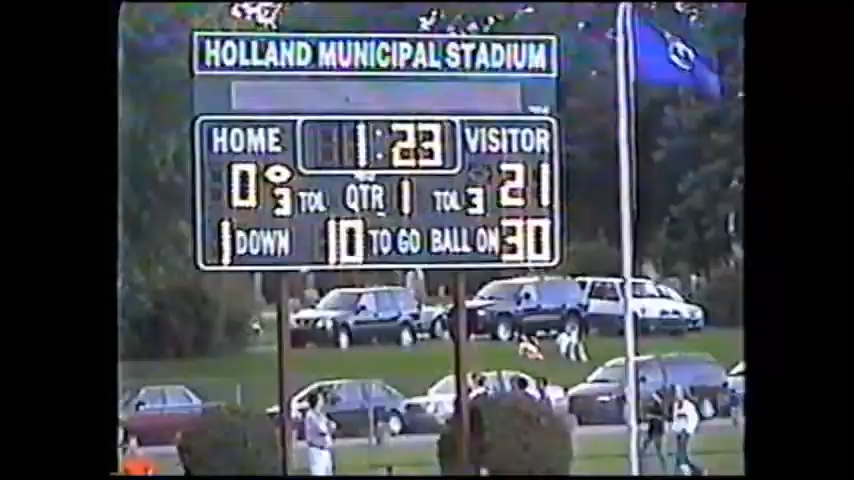 HOLLAND MUNICIPAL STADIUM
HOME 1:23 VISITOR
0 3 TOL QTR 1 TOL 3 21
1 DOWN 10 TO GO BALL ON 30